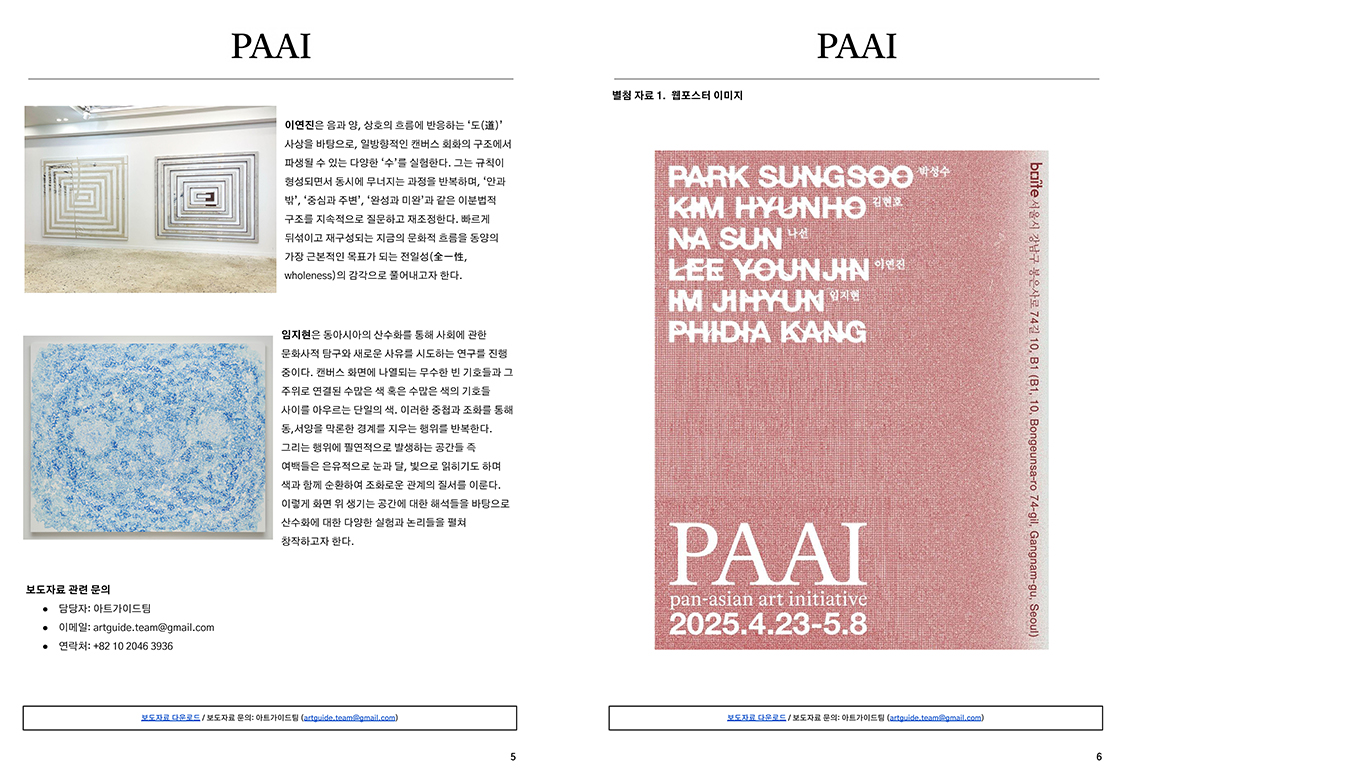 PAAI
이연진은 음과 양, 상호의 흐름에 반응하는 ‘도(道)’
사상을 바탕으로, 일방향적인 캔버스 회화의 구조에서
파생될 수 있는 다양한 ‘수’를 실험한다. 그는 규칙이
형성되면서 동시에 무너지는 과정을 반복하며, ‘안과
밖’, ‘중심과 주변’, ‘완성과 미완’과 같은 이분법적
구조를 지속적으로 질문하고 재조정한다. 빠르게
뒤섞이고 재구성되는 지금의 문화적 흐름을 동양의
가장 근본적인 목표가 되는 전일성(全一性,
wholeness)의 감각으로 풀어내고자 한다.
임지현은 동아시아의 산수화를 통해 사회에 관한
문화사적 탐구와 새로운 사유를 시도하는 연구를 진행
중이다. 캔버스 화면에 나열되는 무수한 빈 기호들과 그
주위로 연결된 수많은 색 혹은 수많은 색의 기호들
사이를 아우르는 단일의 색. 이러한 중첩과 조화를 통해
동,서양을 막론한 경계를 지우는 행위를 반복한다.
그리는 행위에 필연적으로 발생하는 공간들 즉
여백들은 은유적으로 눈과 달, 빛으로 읽히기도 하며
색과 함께 순환하여 조화로운 관계의 질서를 이룬다.
이렇게 화면 위 생기는 공간에 대한 해석들을 바탕으로
산수화에 대한 다양한 실험과 논리들을 펼쳐
창작하고자 한다.
보도자료 관련 문의
● 담당자: 아트가이드팀
● 이메일: artguide.team@gmail.com
● 연락처: +82 10 2046 3936
보도자료 다운로드 / 보도자료 문의: 아트가이드팀 (artguide.team@gmail.com)
5
PAAI
별첨 자료 1. 웹포스터 이미지
PARK SUNGSOO 박성수
KIM HYUNHO 김현호
NA SUN 나선
LEE YOUNJIN 이연진
IM JIHYUN 임지현
PHIDIA KANG
baite 서울시 강남구 봉은사로 74길 10, B1 (B1, 10, Bongeunsa-ro 74-gil, Gangnam-gu, Seoul)
PAAI
pan-asian art initiative
2025.4.23-5.8
보도자료 다운로드 / 보도자료 문의: 아트가이드팀 (artguide.team@gmail.com)
6